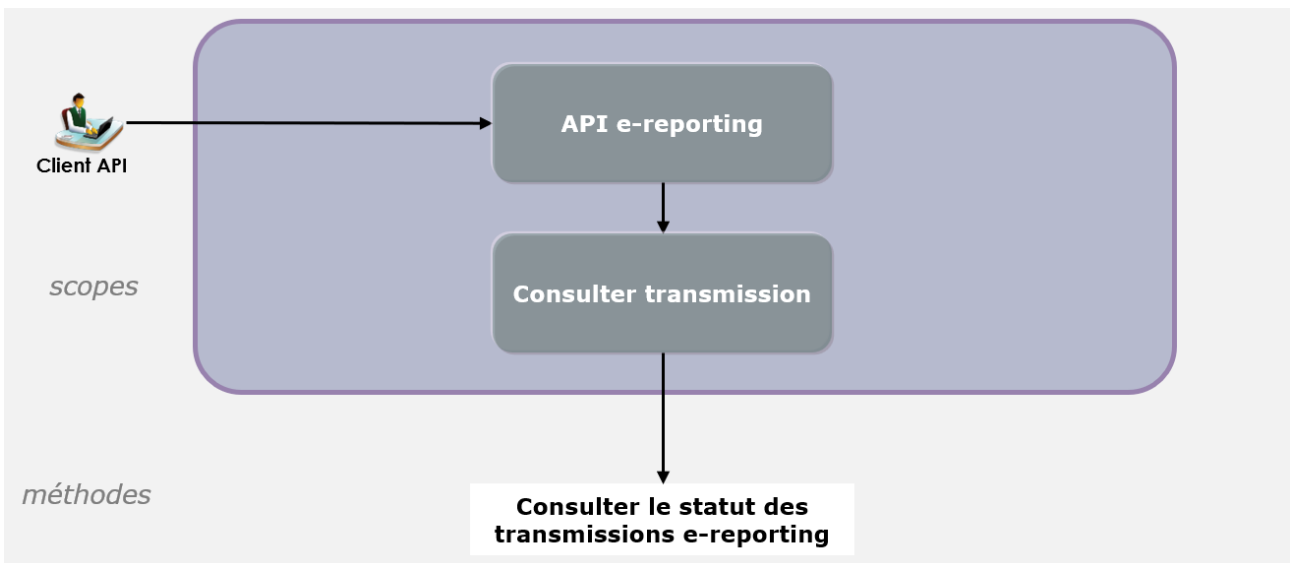 API e-reporting
Client API
scopes
Consulter transmission
méthodes
Consulter le statut des
transmissions e-reporting